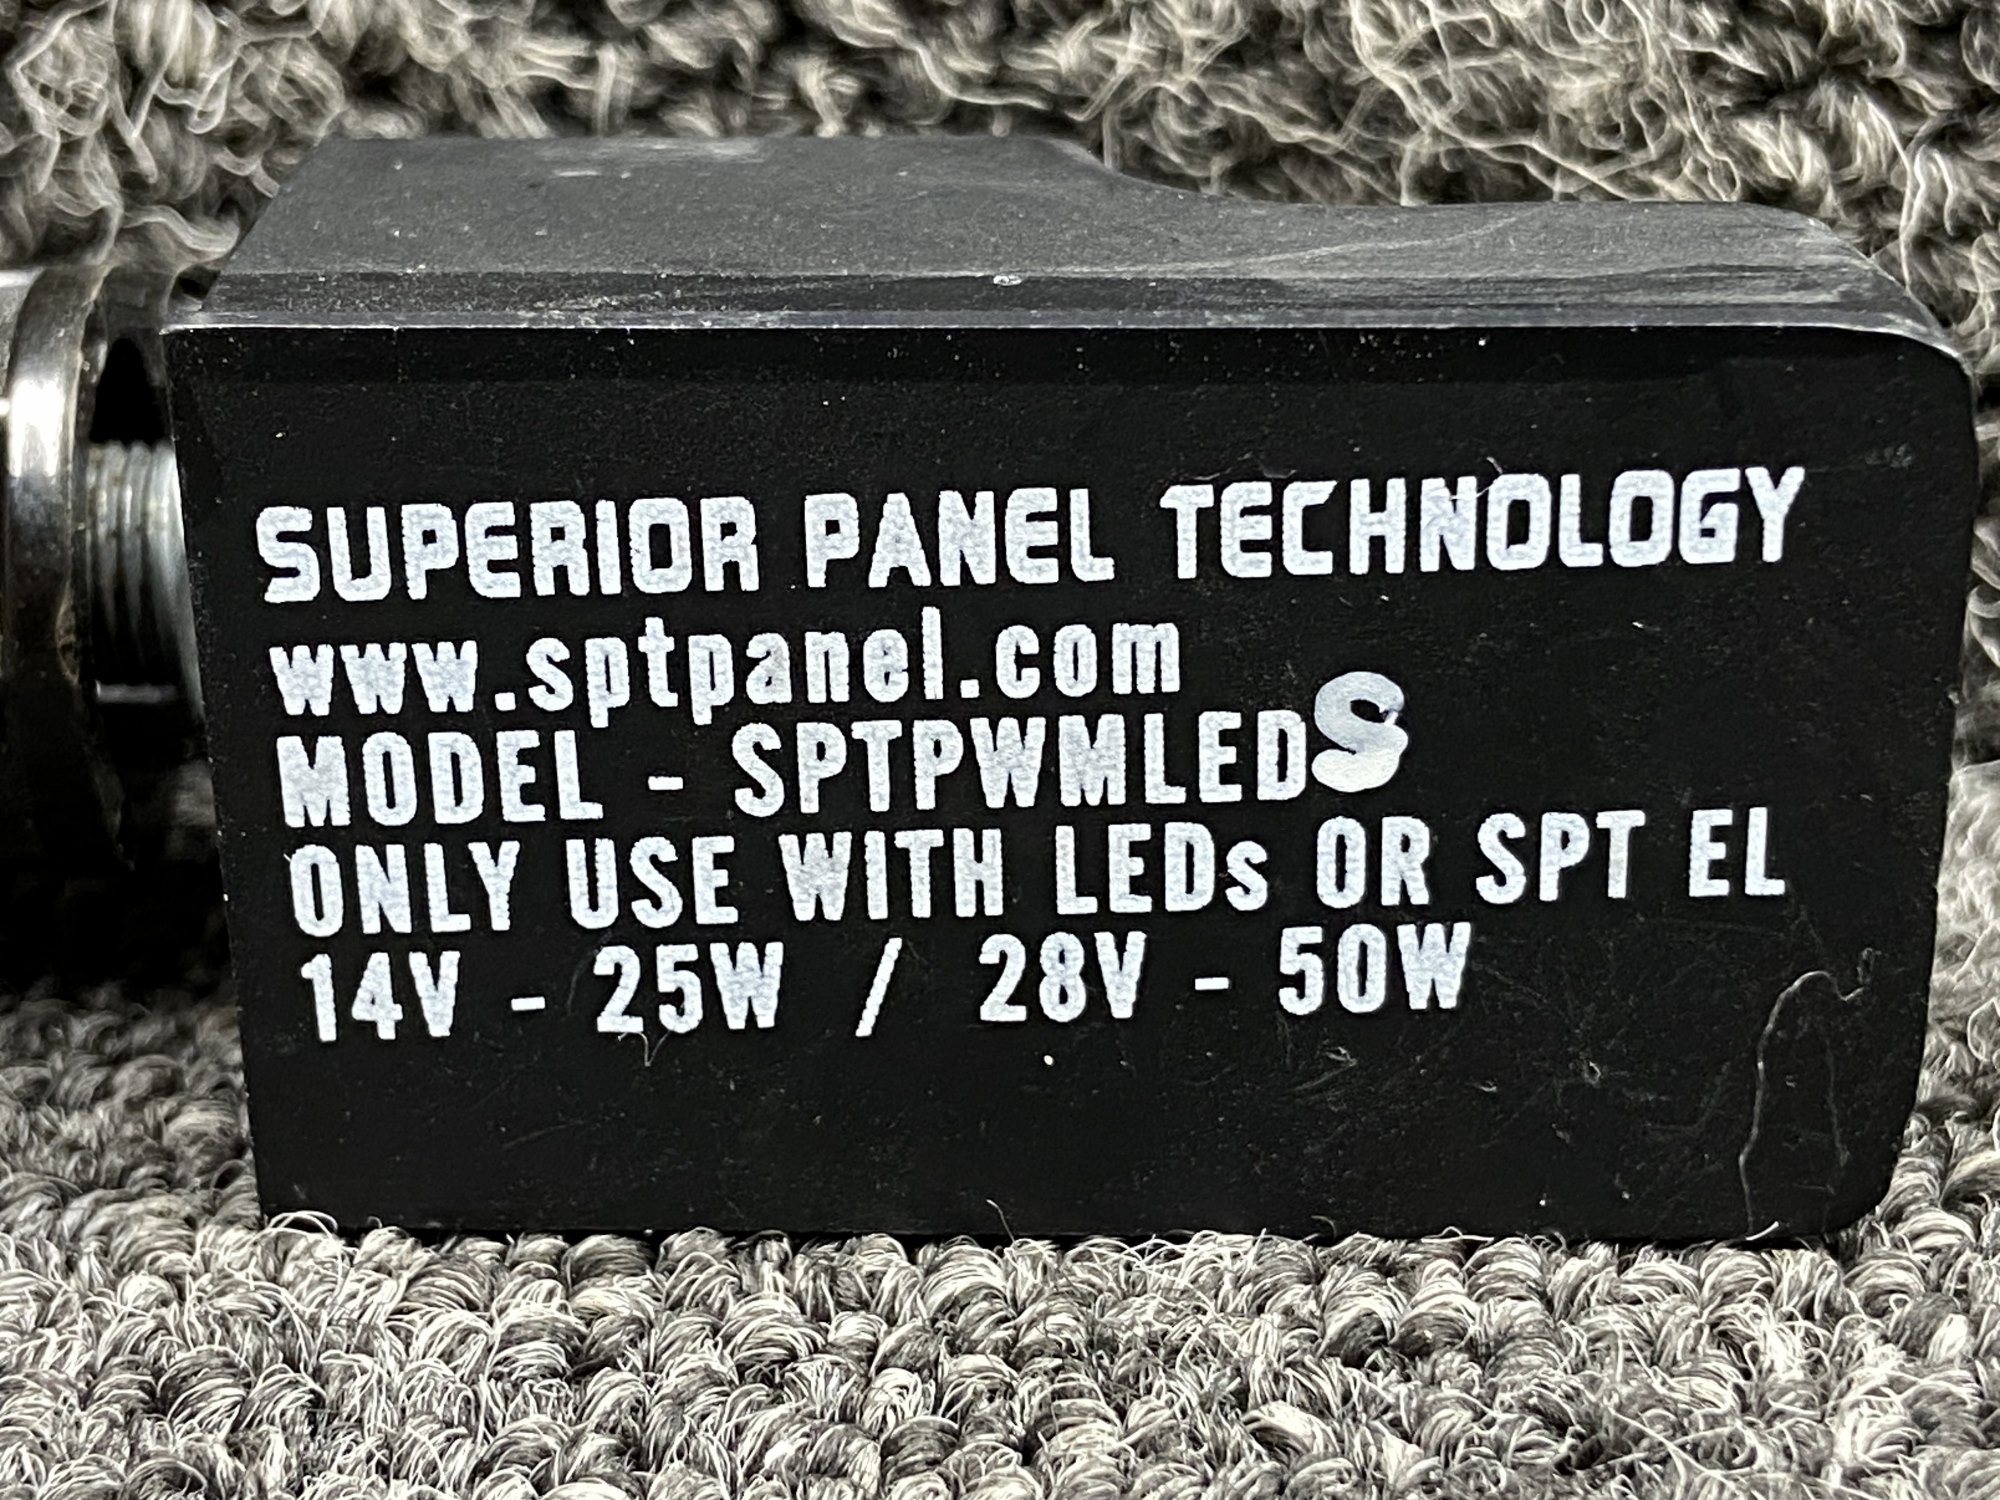 SUPERIOR PANEL TECHNOLOGY
www.sptpanel.com
MODEL - SPTPWMLEDS
ONLY USE WITH LEDs OR SPT EL
14V - 25W / 28V - 50W